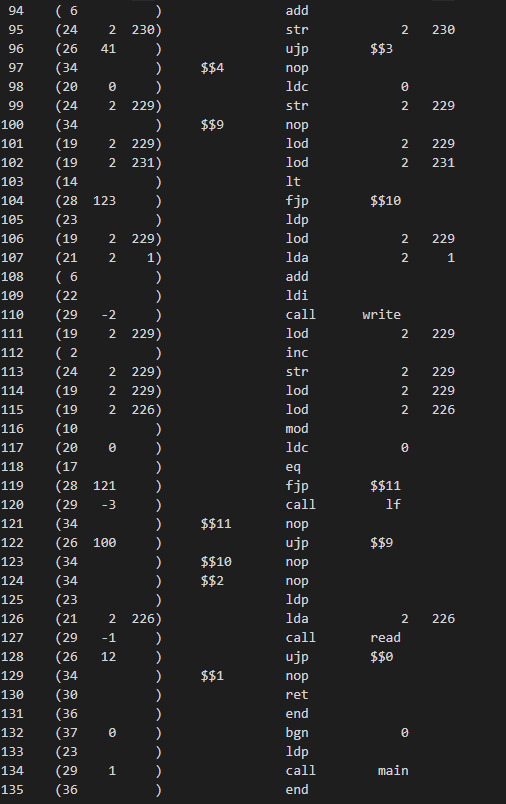 94 ( 6 ) add
95 (24 2 230) str 2 230
96 (26 41 ) ujp $$3
97 (34 ) $$4 nop
98 (20 0 ) ldc 0
99 (24 2 229) str 2 229
100 (34 ) $$9 nop
101 (19 2 229) lod 2 229
102 (19 2 231) lod 2 231
103 (14 ) lt
104 (28 123 ) fjp $$10
105 (23 ) ldp
106 (19 2 229) lod 2 229
107 (21 2 1) lda 2 1
108 ( 6 ) add
109 (22 ) ldi
110 (29 -2 ) call write
111 (19 2 229) lod 2 229
112 ( 2 ) inc
113 (24 2 229) str 2 229
114 (19 2 229) lod 2 229
115 (19 2 226) lod 2 226
116 (10 ) mod
117 (20 0 ) ldc 0
118 (17 ) eq
119 (28 121 ) fjp $$11
120 (29 -3 ) call lf
121 (34 ) $$11 nop
122 (26 100 ) ujp $$9
123 (34 ) $$10 nop
124 (34 ) $$2 nop
125 (23 ) ldp
126 (21 2 226) lda 2 226
127 (29 -1 ) call read
128 (26 12 ) ujp $$0
129 (34 ) $$1 nop
130 (30 ) ret
131 (36 ) end
132 (37 0 ) bgn 0
133 (23 ) ldp
134 (29 1 ) call main
135 (36 ) end